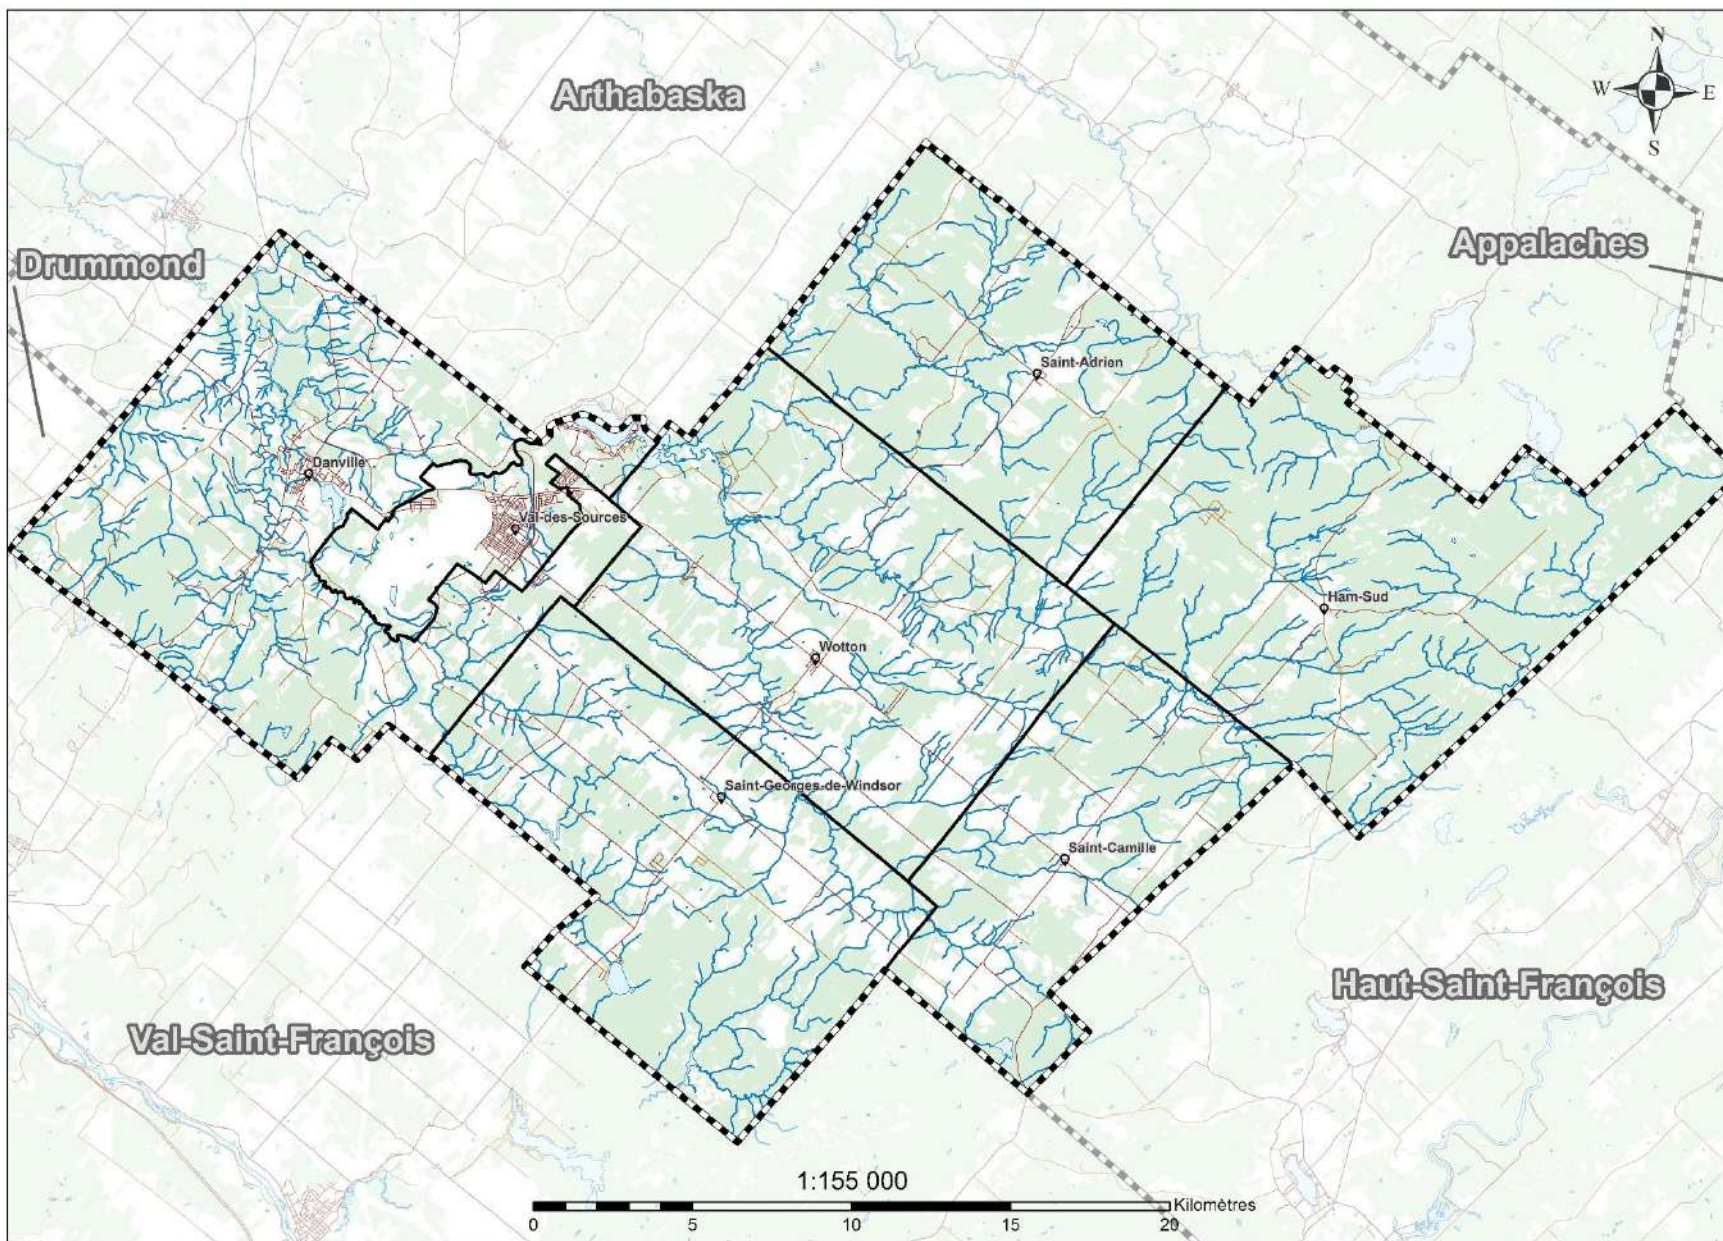 Arthabaska
N
W
E
S
Drummond
Appalaches
Saint-Adrien
Danville
Val-des-Sources
Ham-Sud
Wotton
Saint-Georges-de-Windsor
Saint-Camille
Haut-Saint-François
Val-Saint-François
1:155 000
Kilomètres
0 5 10 15 20